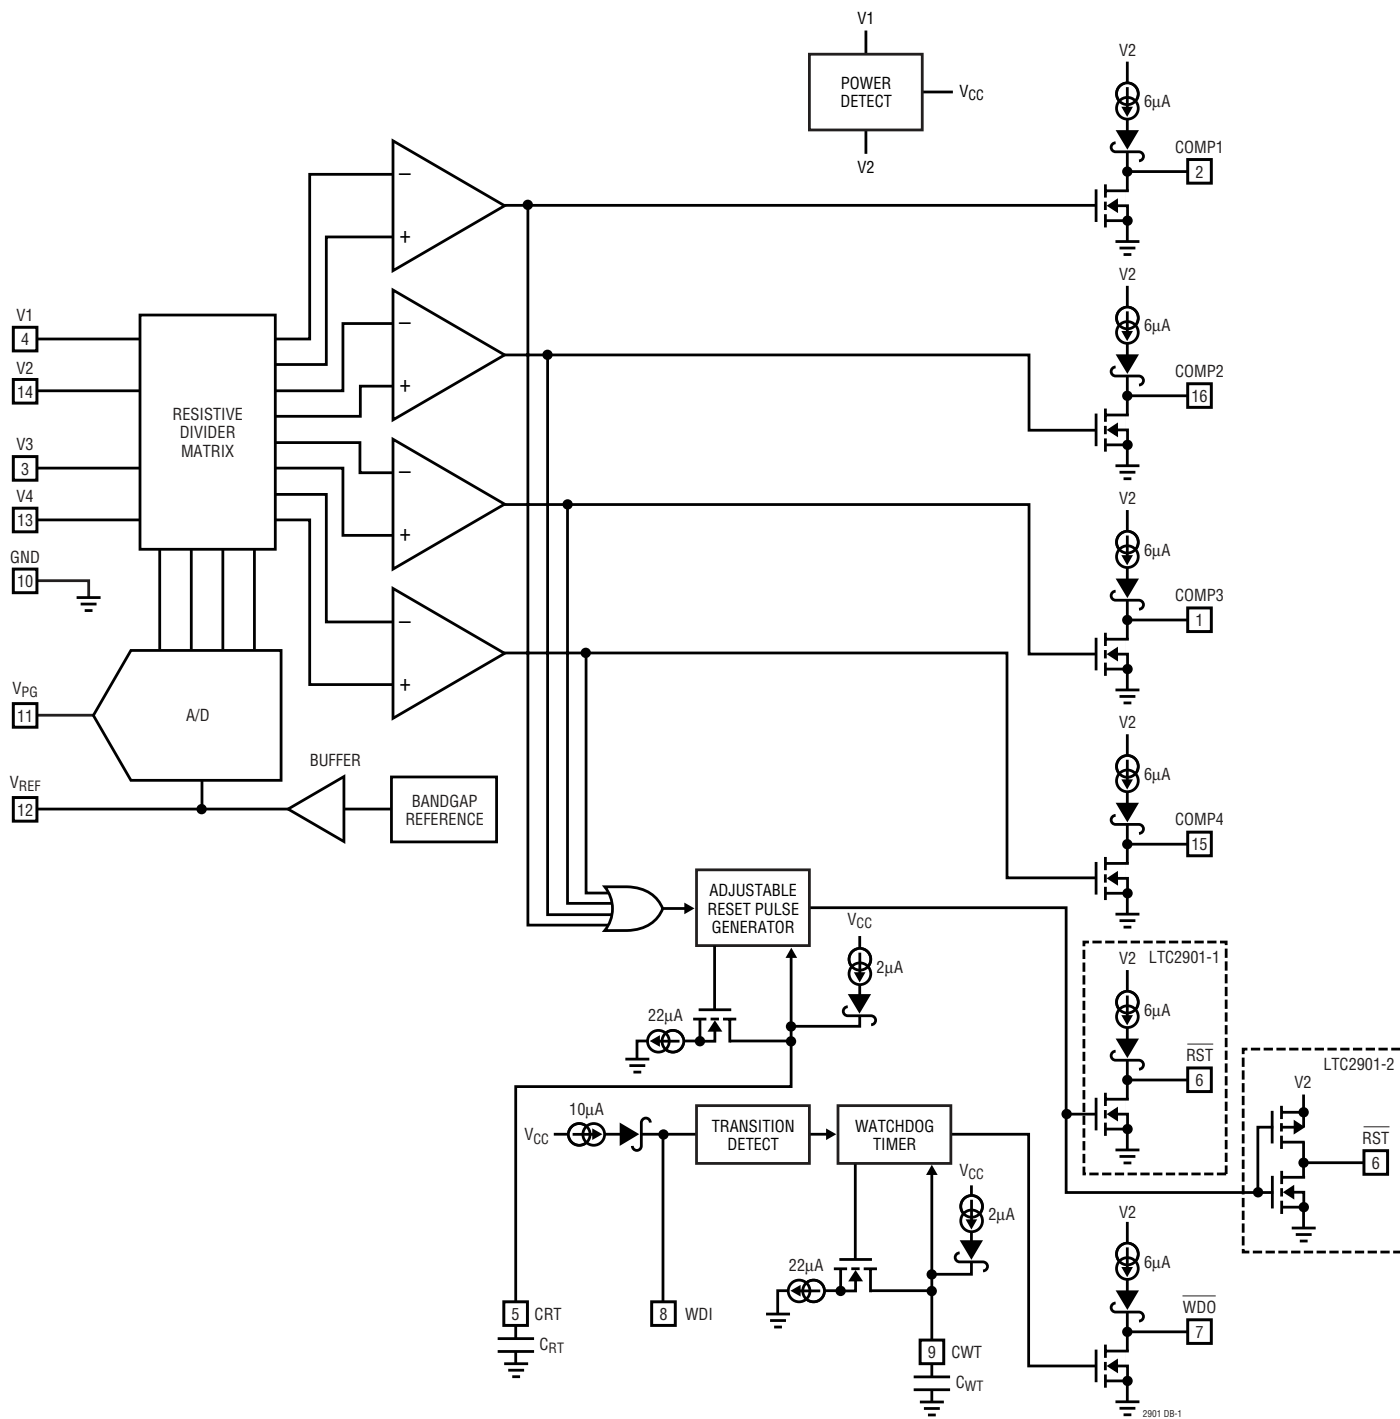 V1
POWER
DETECT
VCC
V2
V2
6µA
COMP1
2
–
+
V2
6µA
COMP2
16
–
+
V1
4
V2
14
V3
3
V4
13
GND
10
RESISTIVE
DIVIDER
MATRIX
–
+
V2
6µA
COMP3
1
–
+
VPG
11
A/D
VREF
12
BUFFER
BANDGAP
REFERENCE
V2
6µA
COMP4
15
ADJUSTABLE
RESET PULSE
GENERATOR
VCC
2µA
22µA
LTC2901-1
V2
6µA
RST
6
LTC2901-2
V2
RST
6
10µA
VCC
TRANSITION
DETECT
WATCHDOG
TIMER
VCC
2µA
22µA
V2
6µA
WDO
7
5 CRT
CRT
8 WDI
9 CWT
CWT
2901 DB-1